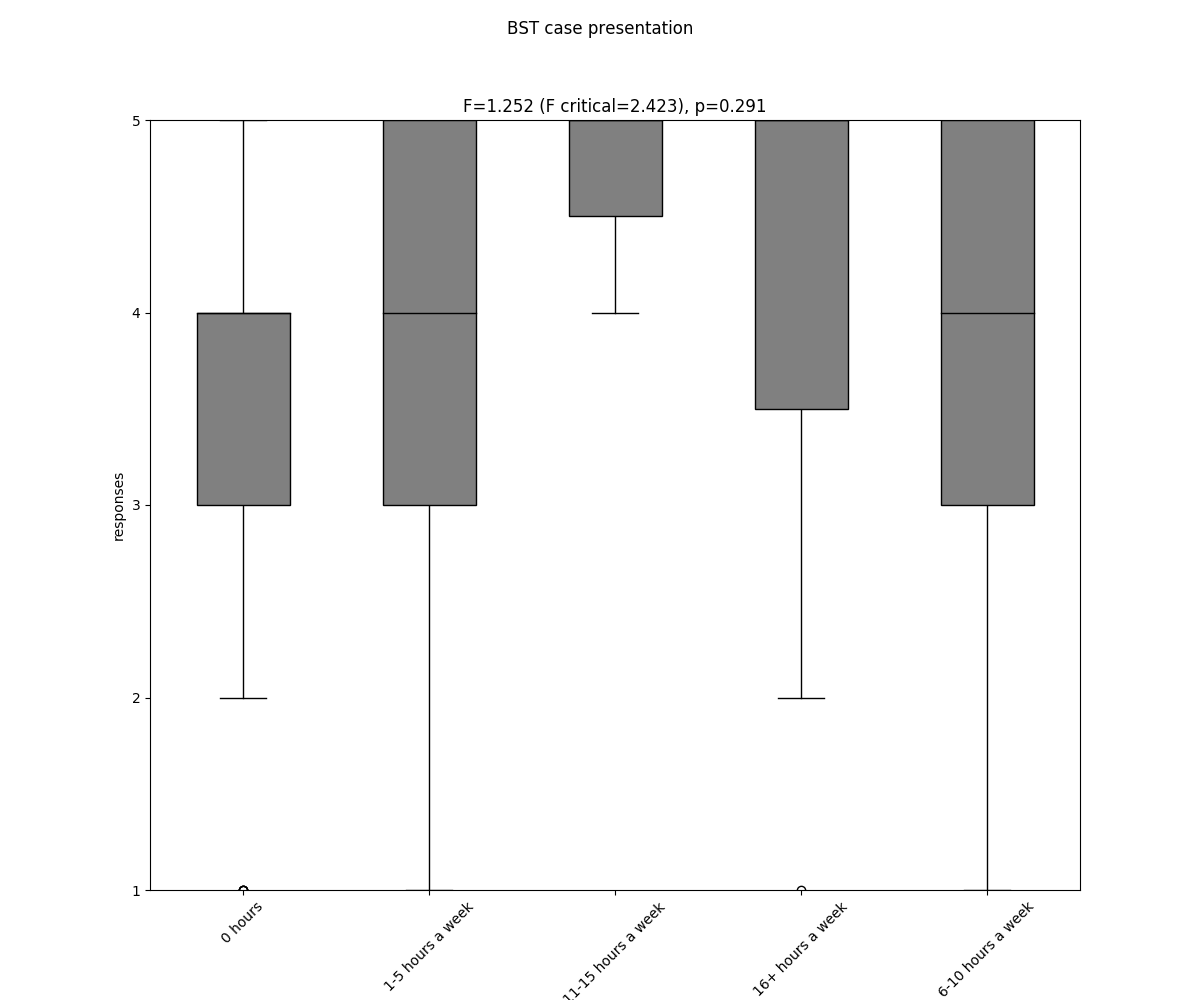 BST case presentation
F=1.252 (F critical=2.423), p=0.291
responses
5
4
3
2
1
0 hours
1-5 hours a week
11-15 hours a week
16+ hours a week
6-10 hours a week